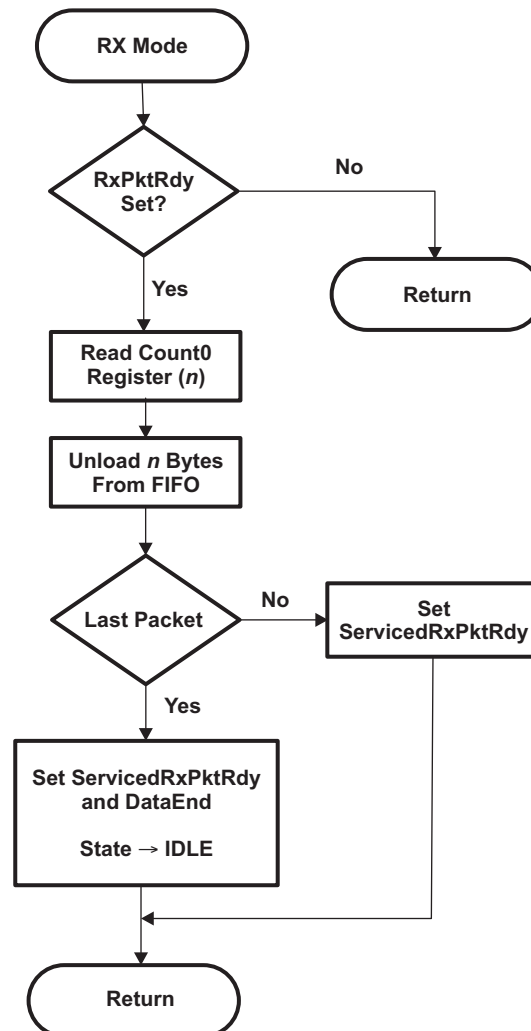 RX Mode
RxPktRdy
Set?
No
Return
Yes
Read Count0
Register (n)
Unload n Bytes
From FIFO
Last Packet
No
Set
ServicedRxPktRdy
Yes
Set ServicedRxPktRdy
and DataEnd
State → IDLE
Return